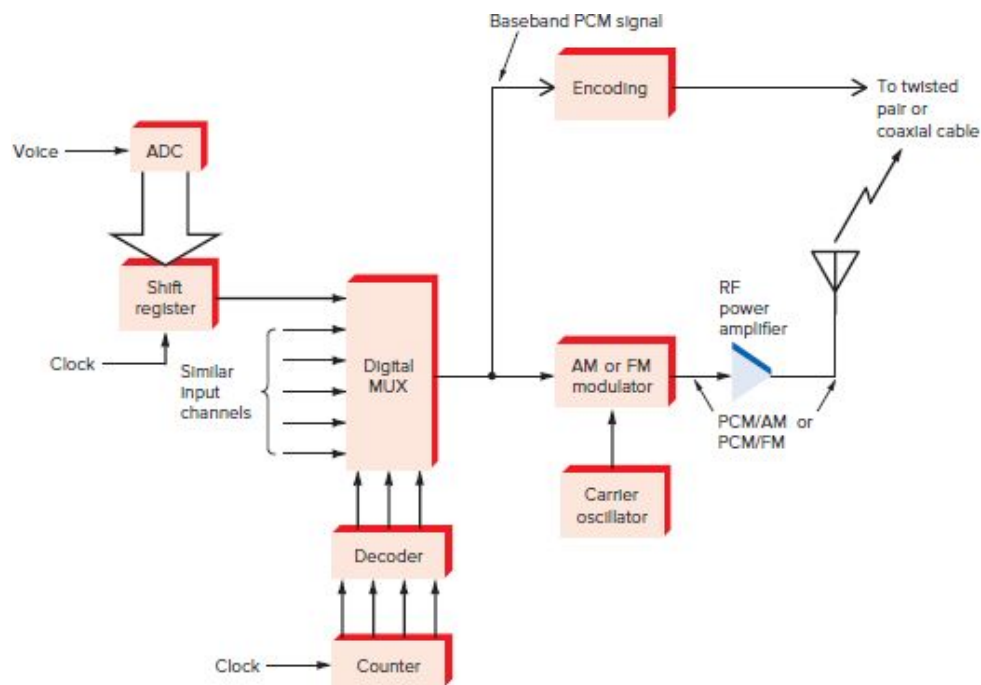 Baseband PCM signal
Encoding
To twisted
pair or
coaxial cable
Voice
ADC
Shift
register
Clock
Similar
input
channels
Digital
MUX
AM or FM
modulator
RF
power
amplifier
PCM/AM or
PCM/FM
Carrier
oscillator
Decoder
Clock
Counter